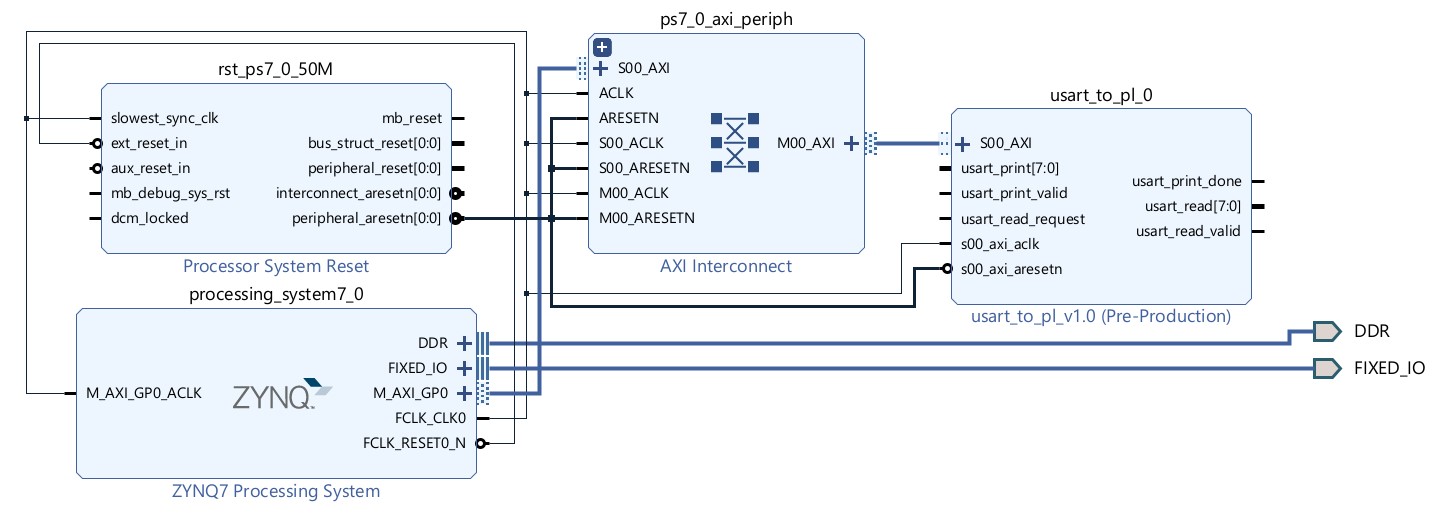 ps7_0_axi_periph
rst_ps7_0_50M
S00_AXI
ACLK
ARESETN
S00_ACLK
S00_ARESETN
M00_ACLK
M00_ARESETN
M00_AXI
AXI Interconnect
slowest_sync_clk
ext_reset_in
aux_reset_in
mb_debug_sys_rst
dcm_locked
mb_reset
bus_struct_reset[0:0]
peripheral_reset[0:0]
interconnect_aresetn[0:0]
peripheral_aresetn[0:0]
Processor System Reset
usart_to_pl_0
S00_AXI
usart_print[7:0]
usart_print_valid
usart_read_request
s00_axi_aclk
s00_axi_aresetn
usart_print_done
usart_read[7:0]
usart_read_valid
usart_to_pl_v1.0 (Pre-Production)
processing_system7_0
M_AXI_GP0_ACLK
ZYNQ
DDR
FIXED_IO
M_AXI_GP0
FCLK_CLK0
FCLK_RESET0_N
ZYNQ7 Processing System
DDR
FIXED_IO